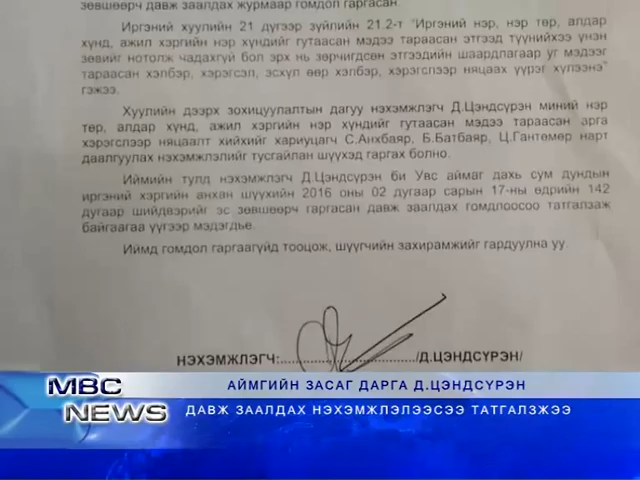 зөвшөөрч давж заалдах журмаар гомдол гаргасан.
Иргэний хуулийн 21 дүгээр зүйлийн 21.2-т "Иргэний нэр, нэр төр, алдар
хүнд, ажил хэргийн нэр хүндийг гутаасан мэдээ тараасан этгээд түүнийхээ үнэн
зөвийг нотолж чадахгүй бол эрх нь зөрчигдсөн этгээдийн шаардлагаар уг мэдээг
тараасан хэлбэр, хэрэгсэл, эсхүл өөр хэлбэр, хэрэгслээр няцаах үүрэг хүлээнэ"
гэжээ.
Хуулийн дээрх зохицуулалтын дагуу нэхэмжлэгч Д.Цэндсүрэн миний нэр
төр, алдар хүнд, ажил хэргийн нэр хүндийг гутаасан мэдээ тараасан арга
хэрэгслээр няцаалт хийхийг хариуцагч С.Анхбаяр, Б.Батбаяр, Ц.Гантөмөр нарт
даалгуулах нэхэмжлэлийг тусгайлан шүүхэд гаргах болно.
Иймийн тулд нэхэмжлэгч Д.Цэндсүрэн би Увс аймаг дахь сум дундын
иргэний хэргийн анхан шүүхийн 2016 оны 02 дугаар сарын 17-ны өдрийн 142
дугаар шийдвэрийг эс зөвшөөрч гаргасан давж заалдах гомдлоосоо татгалзаж
байгаагаа үүгээр мэдэгдье.
Иймд гомдол гаргаагүйд тооцож, шүүгчийн захирамжийг гардуулна уу.
НЭХЭМЖЛЭГЧ:......................../Д.ЦЭНДСҮРЭН/
MBC NEWS
АЙМГИЙН ЗАСАГ ДАРГА Д.ЦЭНДСҮРЭН
ДАВЖ ЗААЛДАХ НЭХЭМЖЛЭЛЭЭСЭЭ ТАТГАЛЗЖЭЭ